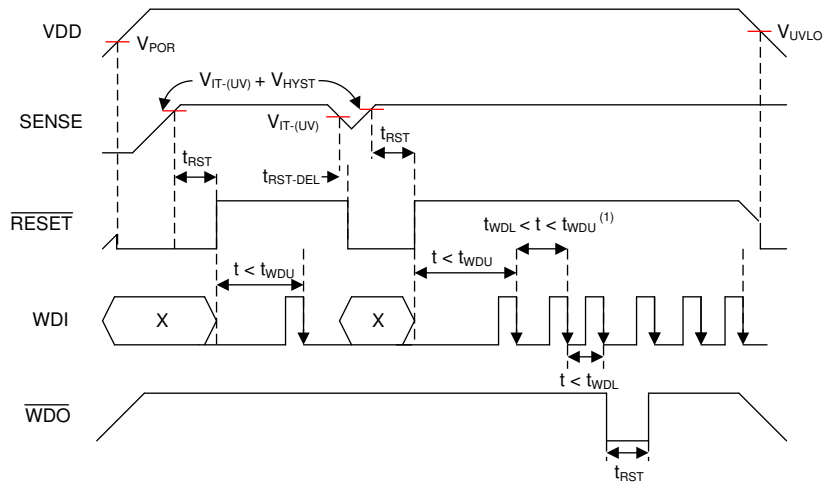 VDD
V_POR
V_UVLO
V_IT-(UV) + V_HYST
SENSE
V_IT-(UV)
t_RST
t_RST
t_RST-DEL
RESET
t_WDL < t < t_WDU (1)
t < t_WDU
t < t_WDU
WDI
X
X
t < t_WDL
WDO
t_RST